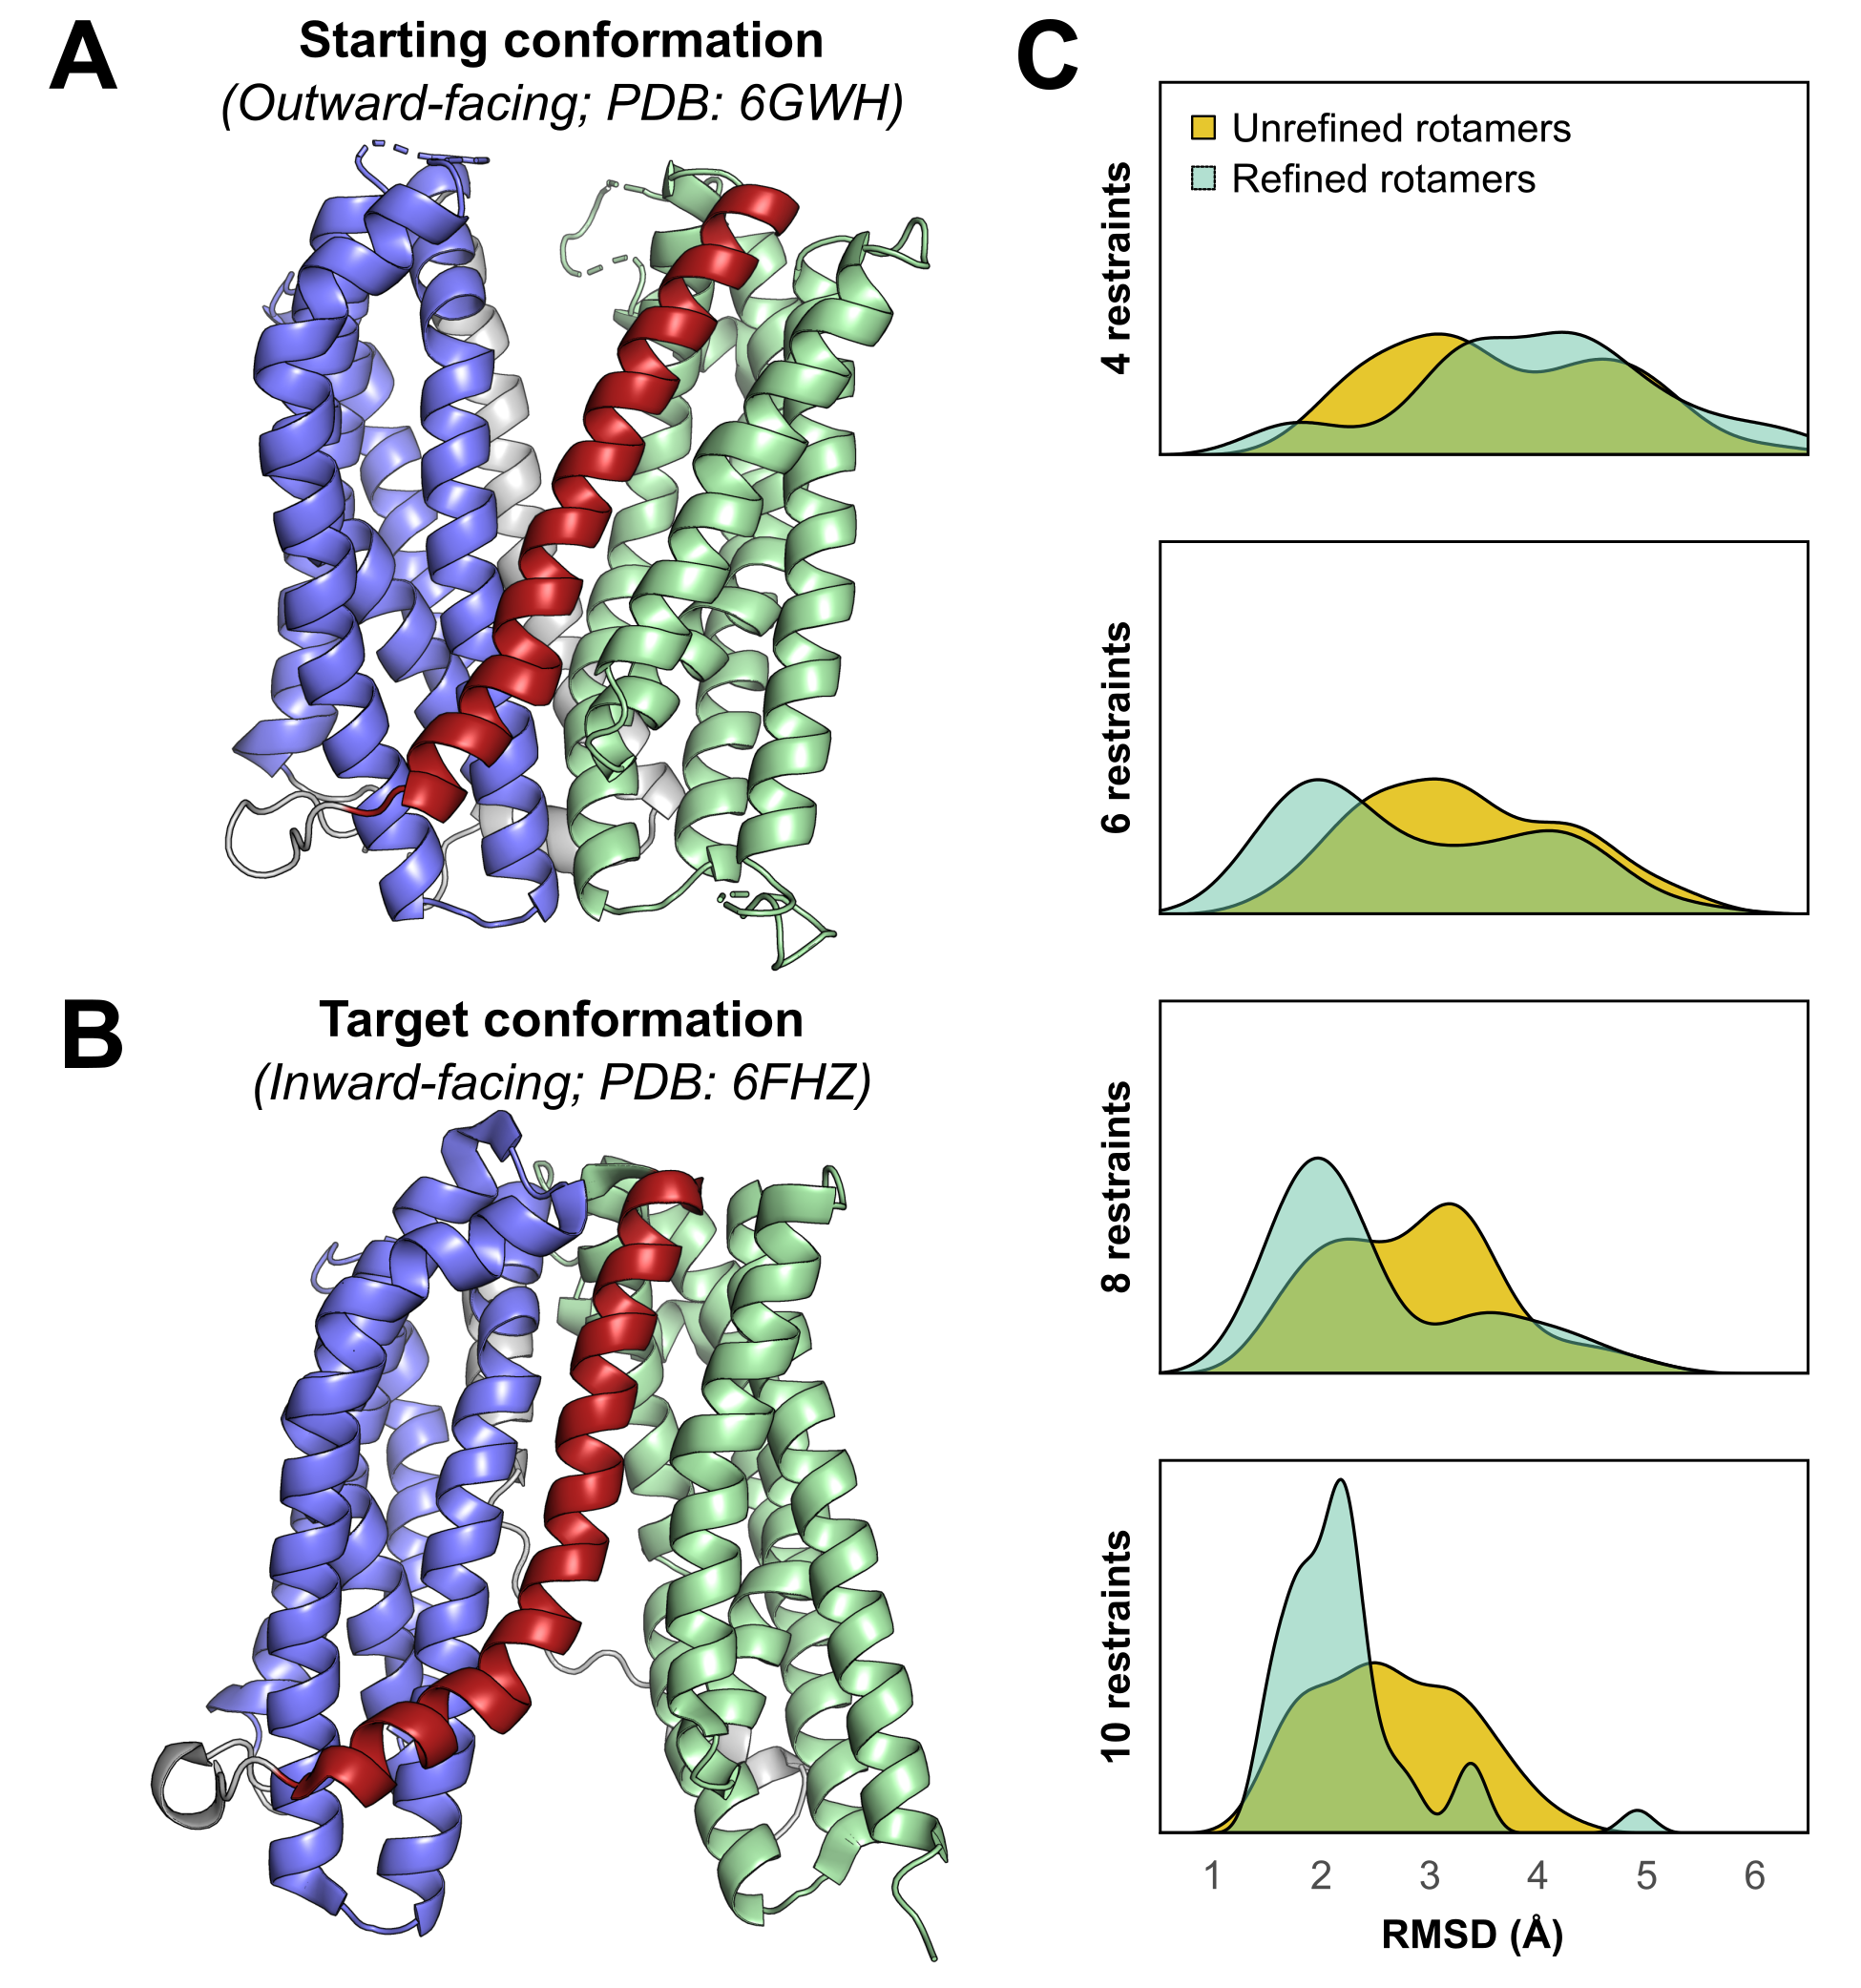 A
Starting conformation
(Outward-facing; PDB: 6GWH)
B
Target conformation
(Inward-facing; PDB: 6FHZ)
C
Unrefined rotamers
Refined rotamers
4 restraints
6 restraints
8 restraints
10 restraints
1 2 3 4 5 6
RMSD (Å)